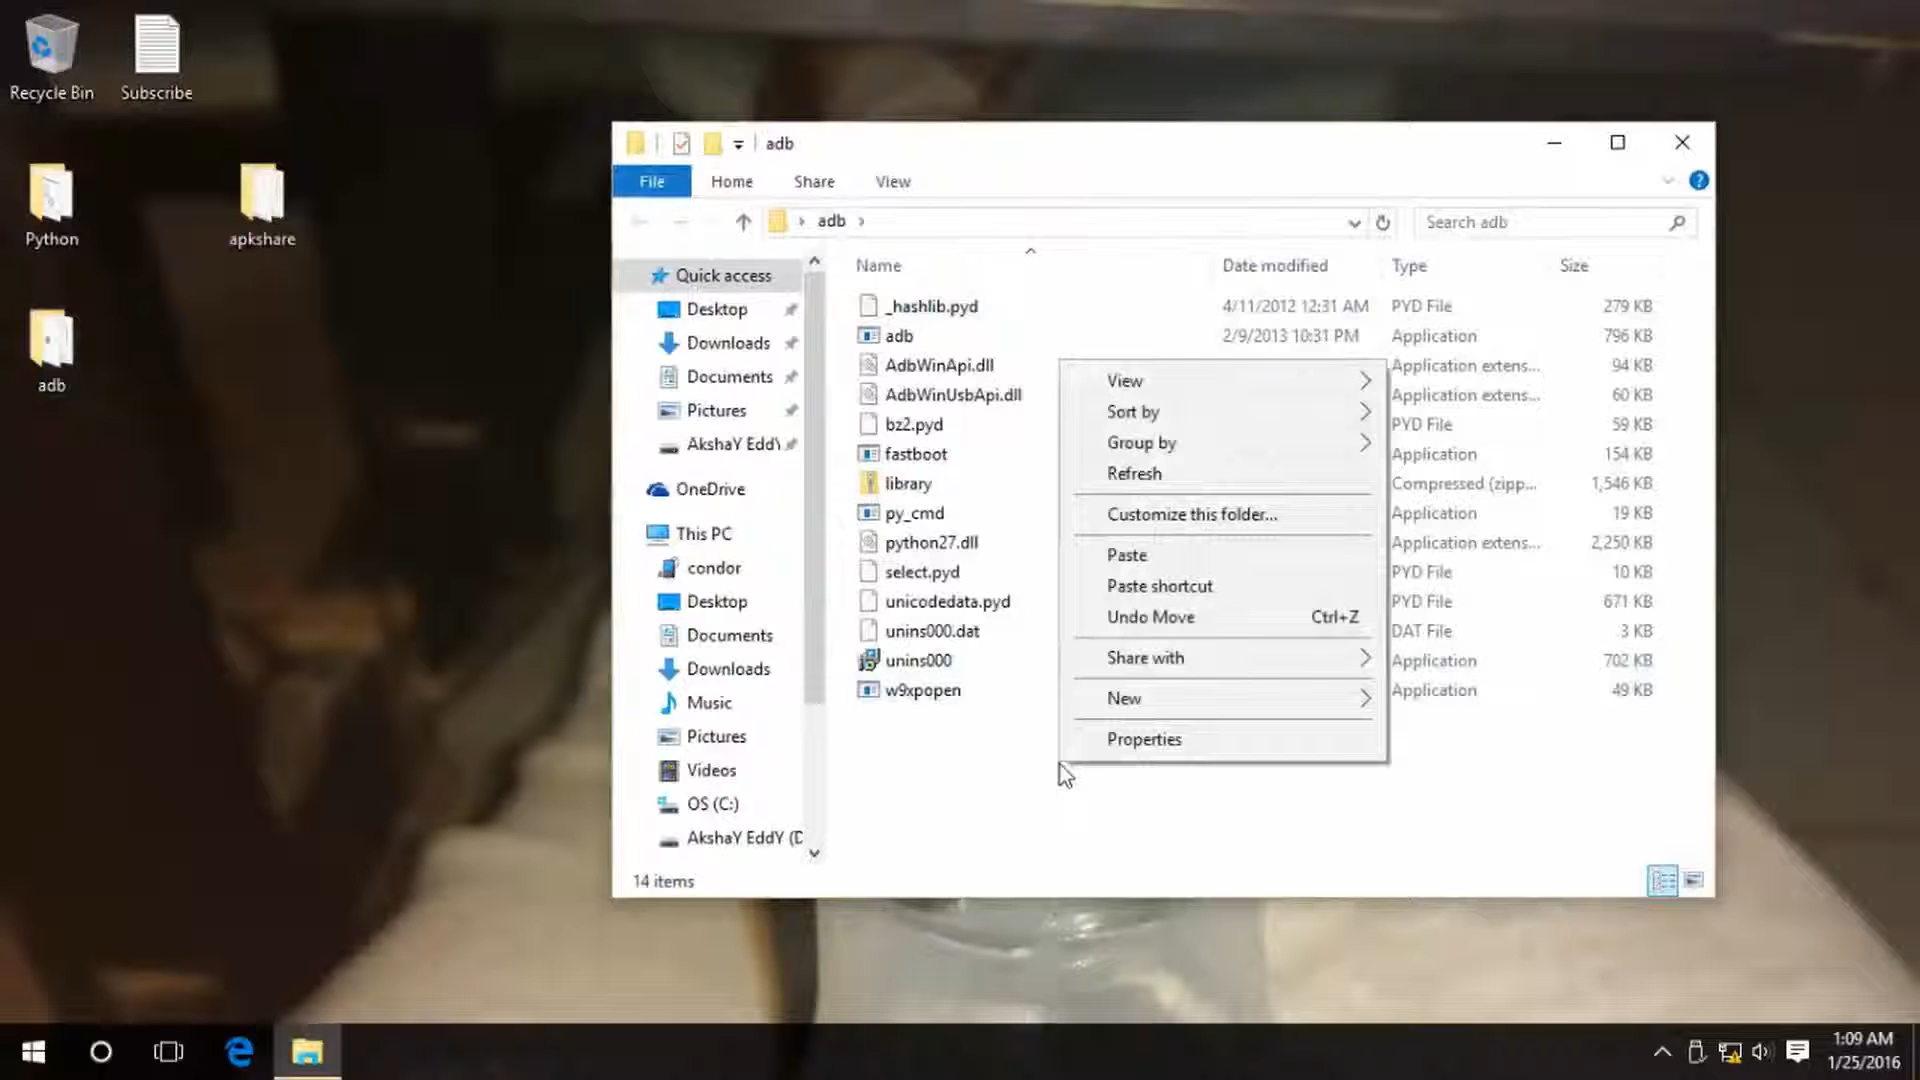 Recycle Bin
Subscribe
Python
apkshare
adb
adb
File
Home
Share
View
adb
Search adb
Quick access
Desktop
Downloads
Documents
Pictures
AkshaY Edd
OneDrive
This PC
condor
Desktop
Documents
Downloads
Music
Pictures
Videos
OS (C:)
AkshaY EddY (D
Name Date modified Type Size
_hashlib.pyd 4/11/2012 12:31 AM PYD File 279 KB
adb 2/9/2013 10:31 PM Application 796 KB
AdbWinApi.dll Application extens... 94 KB
AdbWinUsbApi.dll Application extens... 60 KB
bz2.pyd PYD File 59 KB
fastboot Application 154 KB
library Compressed (zipp... 1,546 KB
py_cmd Application 19 KB
python27.dll Application extens... 2,250 KB
select.pyd PYD File 10 KB
unicodedata.pyd PYD File 671 KB
unins000.dat DAT File 3 KB
unins000 Application 702 KB
w9xpopen Application 49 KB
View
Sort by
Group by
Refresh
Customize this folder...
Paste
Paste shortcut
Undo Move Ctrl+Z
Share with
New
Properties
14 items
1:09 AM
1/25/2016